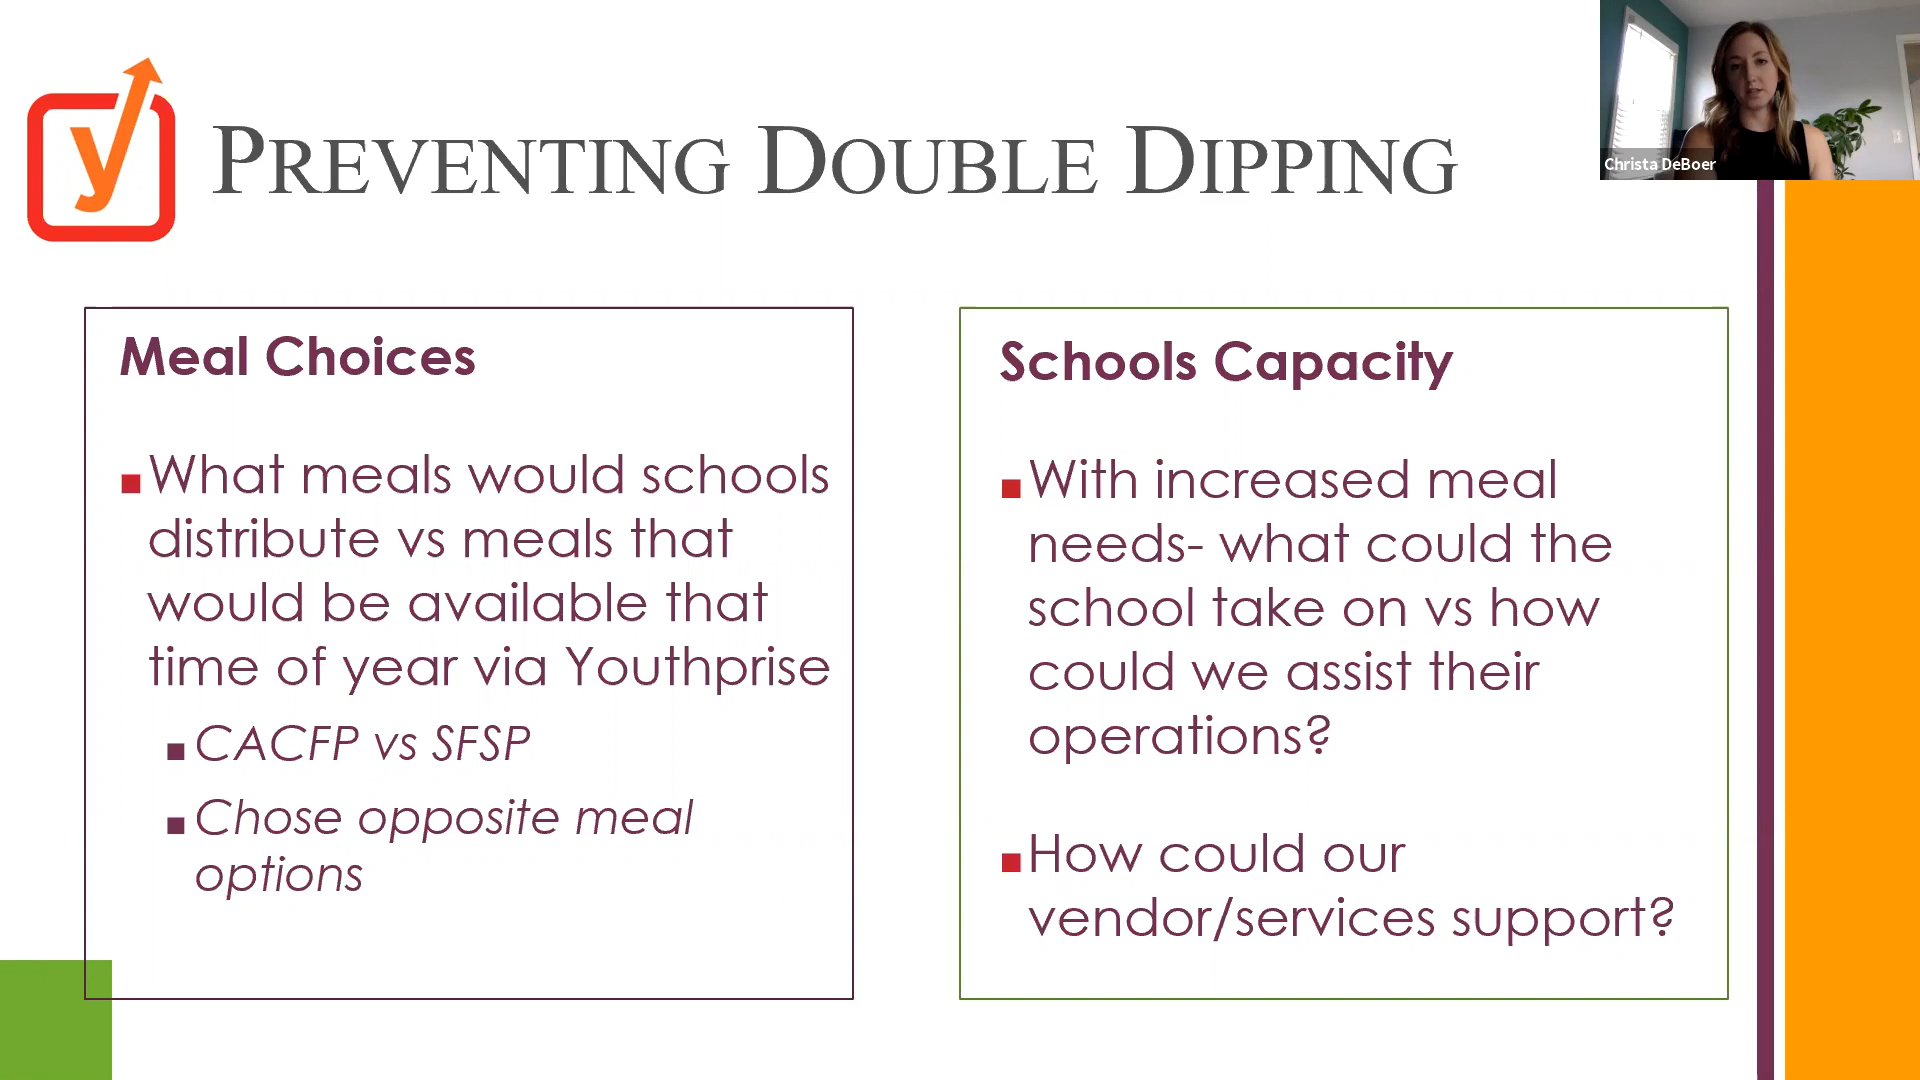 y
PREVENTING DOUBLE DIPPING
Christa DeBoer
Meal Choices
What meals would schools
distribute vs meals that
would be available that
time of year via Youthprise
CACFP vs SFSP
Chose opposite meal
options
Schools Capacity
With increased meal
needs- what could the
school take on vs how
could we assist their
operations?
How could our
vendor/services support?